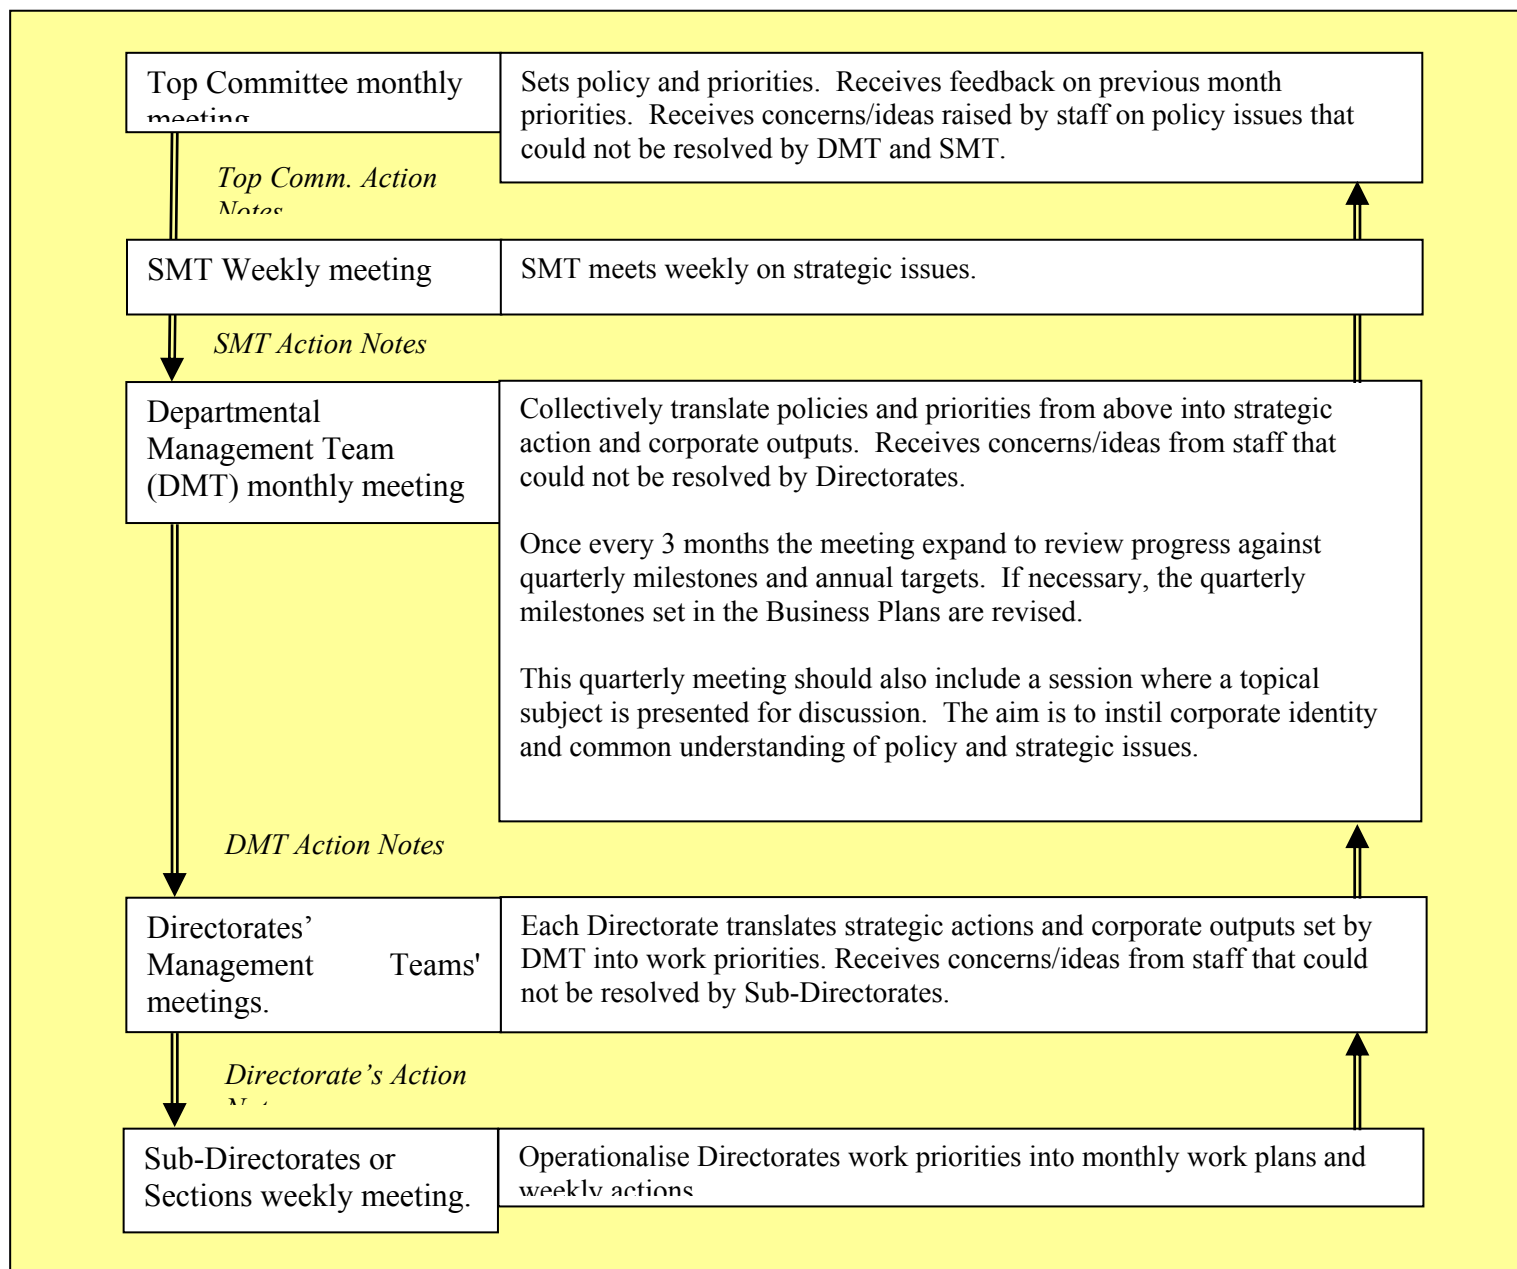 Top Committee monthly
meeting
Sets policy and priorities.  Receives feedback on previous month
priorities.  Receives concerns/ideas raised by staff on policy issues that
could not be resolved by DMT and SMT.
Top Comm. Action
Notes
SMT Weekly meeting
SMT meets weekly on strategic issues.
SMT Action Notes
Departmental
Management Team
(DMT) monthly meeting
Collectively translate policies and priorities from above into strategic
action and corporate outputs.  Receives concerns/ideas from staff that
could not be resolved by Directorates.
Once every 3 months the meeting expand to review progress against
quarterly milestones and annual targets.  If necessary, the quarterly
milestones set in the Business Plans are revised.
This quarterly meeting should also include a session where a topical
subject is presented for discussion.  The aim is to instil corporate identity
and common understanding of policy and strategic issues.
DMT Action Notes
Directorates’
Management Teams'
meetings.
Each Directorate translates strategic actions and corporate outputs set by
DMT into work priorities. Receives concerns/ideas from staff that could
not be resolved by Sub-Directorates.
Directorate’s Action
Sub-Directorates or
Sections weekly meeting.
Operationalise Directorates work priorities into monthly work plans and
weekly actions